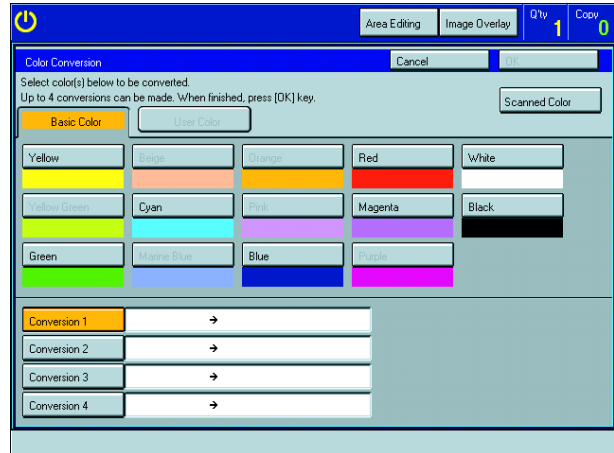 Area Editing Image Overlay Q'ty 1 Copy 0
Color Conversion Cancel OK
Select color(s) below to be converted.
Up to 4 conversions can be made. When finished, press [OK] key.
Scanned Color
Basic Color User Color
Yellow Beige Orange Red White
Yellow Green Cyan Pink Magenta Black
Green Marine Blue Blue Purple
Conversion 1 →
Conversion 2 →
Conversion 3 →
Conversion 4 →